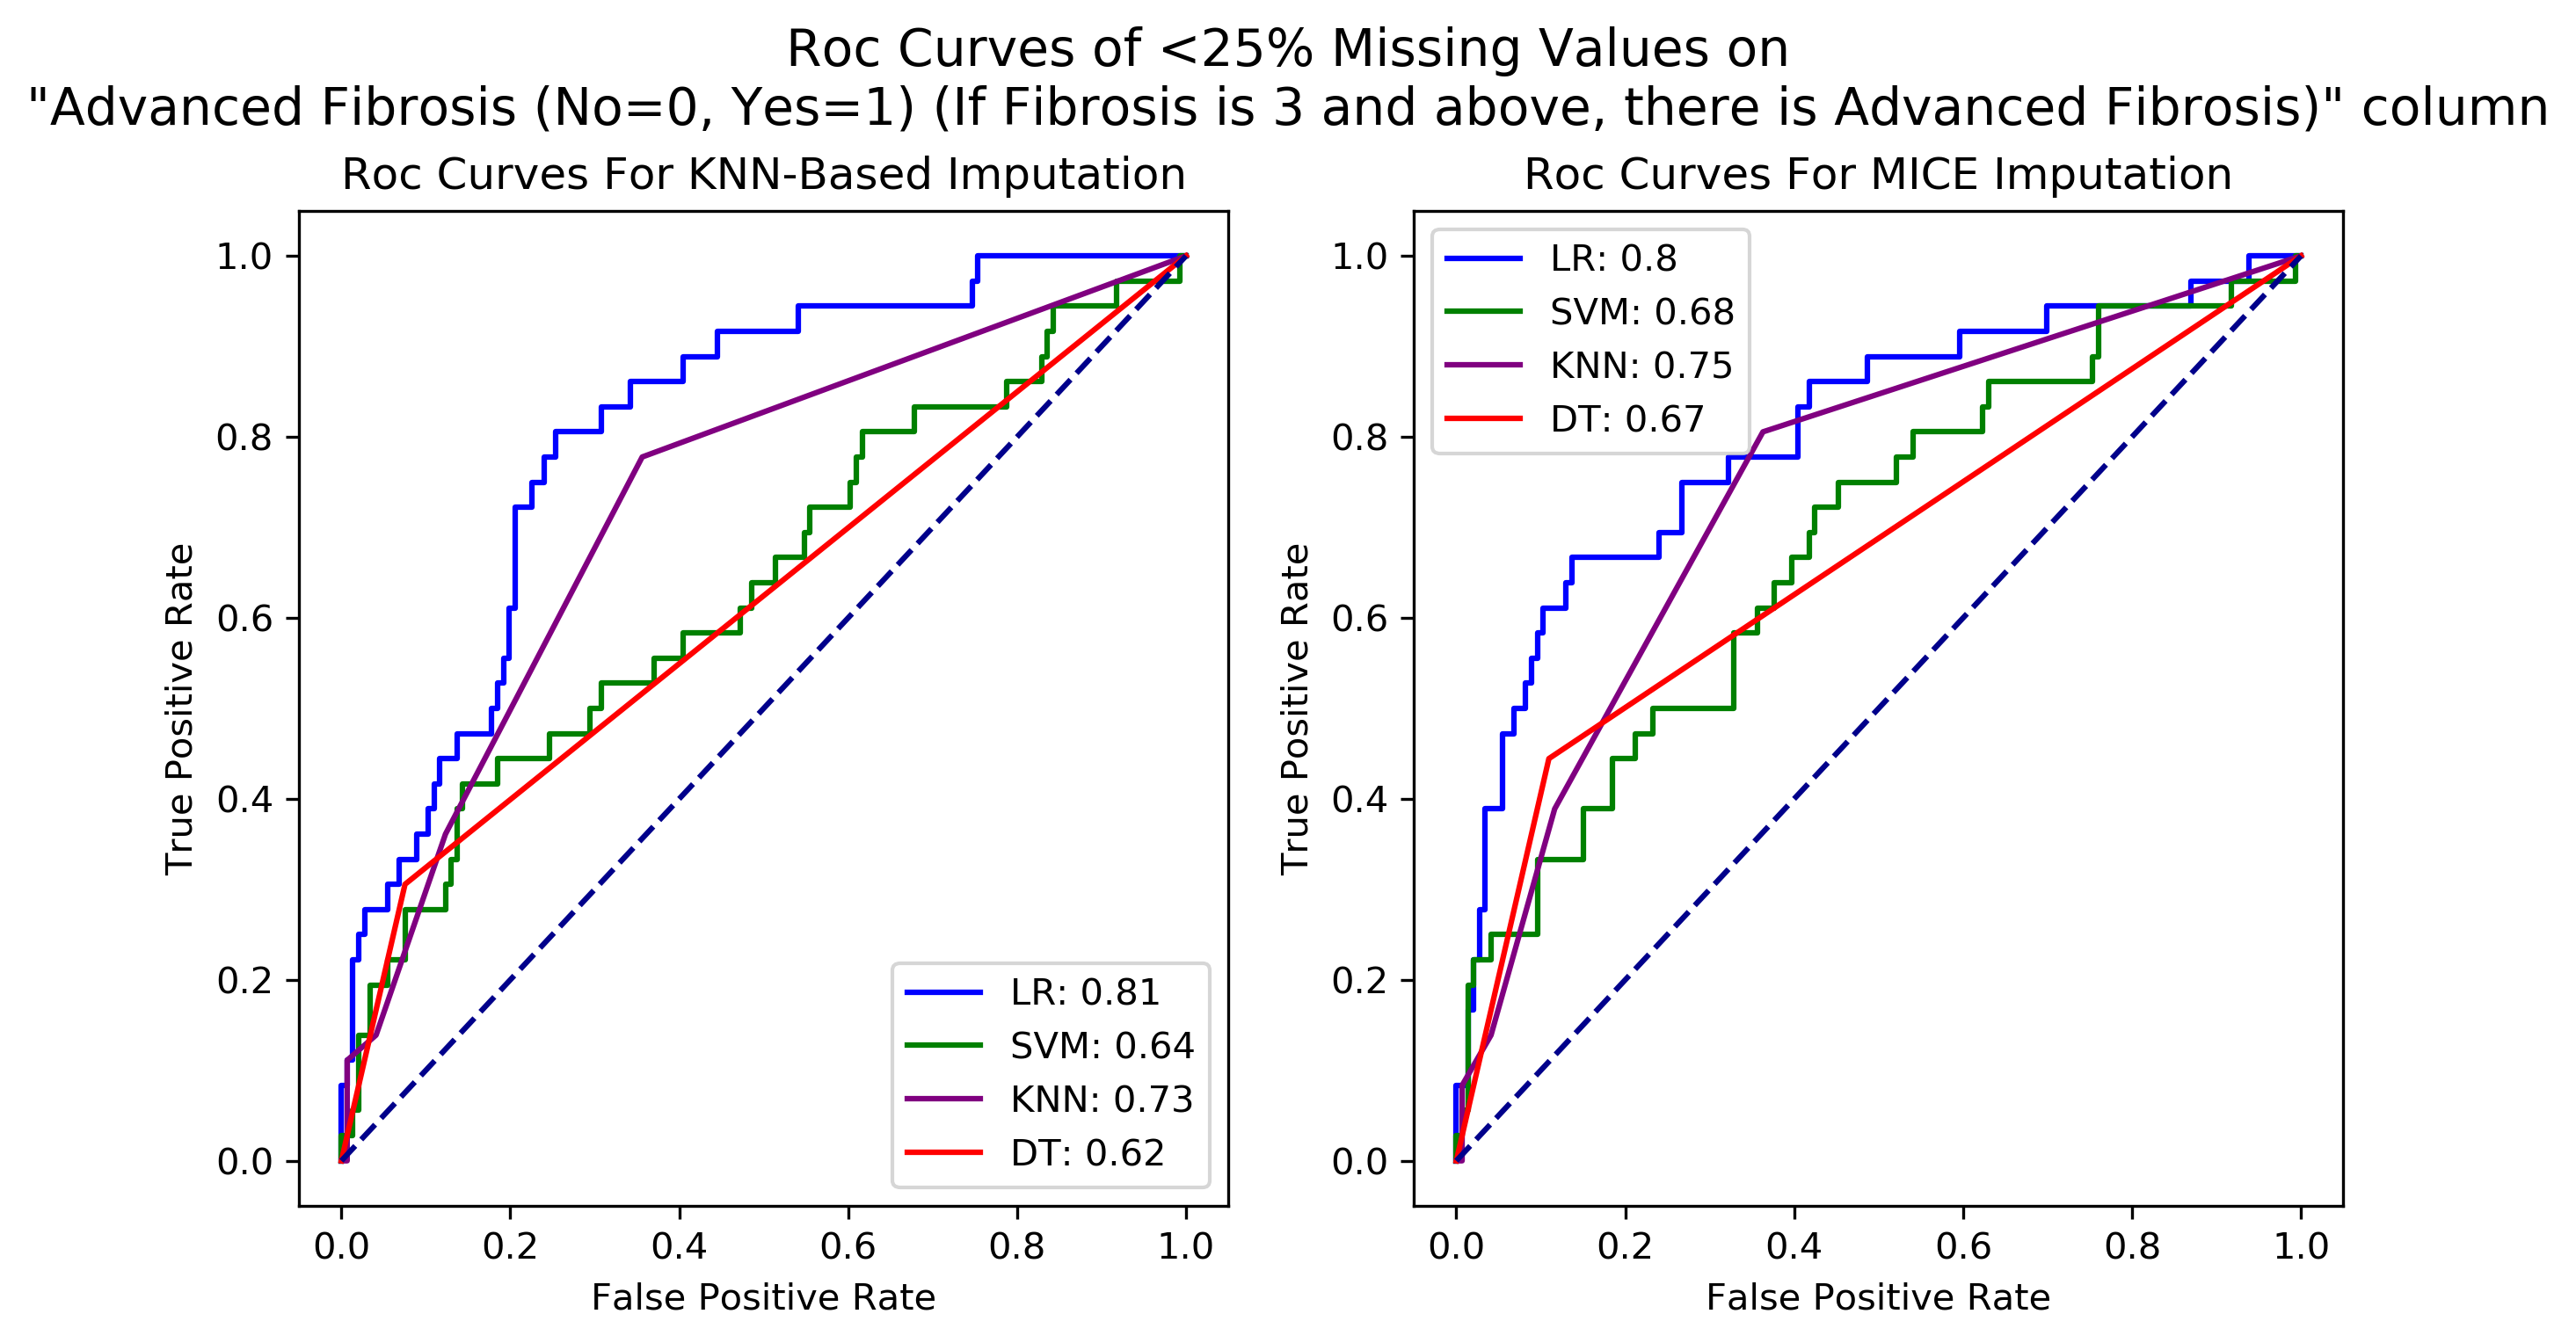 Roc Curves of <25% Missing Values on
"Advanced Fibrosis (No=0, Yes=1) (If Fibrosis is 3 and above, there is Advanced Fibrosis)" column
Roc Curves For KNN-Based Imputation
True Positive Rate
1.0
0.8
0.6
0.4
0.2
0.0
LR: 0.81
SVM: 0.64
KNN: 0.73
DT: 0.62
0.0 0.2 0.4 0.6 0.8 1.0
False Positive Rate
Roc Curves For MICE Imputation
True Positive Rate
1.0
0.8
0.6
0.4
0.2
0.0
LR: 0.8
SVM: 0.68
KNN: 0.75
DT: 0.67
0.0 0.2 0.4 0.6 0.8 1.0
False Positive Rate